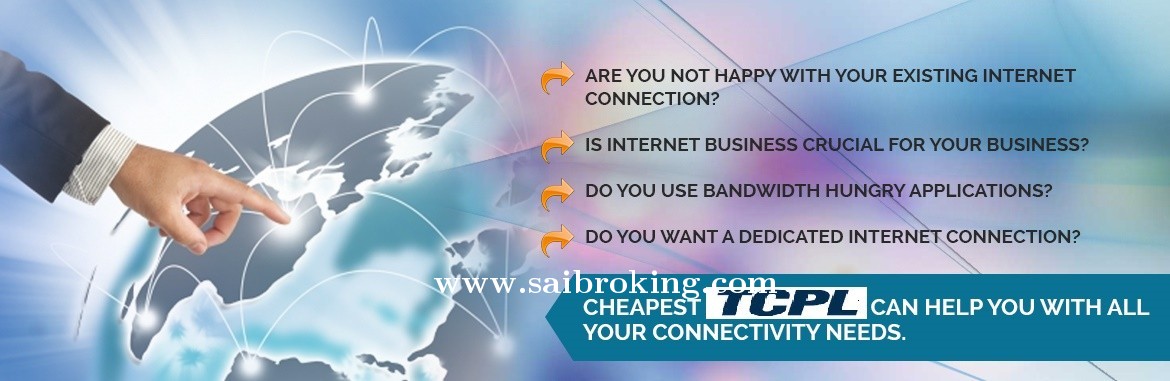 ARE YOU NOT HAPPY WITH YOUR EXISTING INTERNET
CONNECTION?
IS INTERNET BUSINESS CRUCIAL FOR YOUR BUSINESS?
DO YOU USE BANDWIDTH HUNGRY APPLICATIONS?
DO YOU WANT A DEDICATED INTERNET CONNECTION?
www.saibroking.com
CHEAPEST TCPL CAN HELP YOU WITH ALL
YOUR CONNECTIVITY NEEDS.